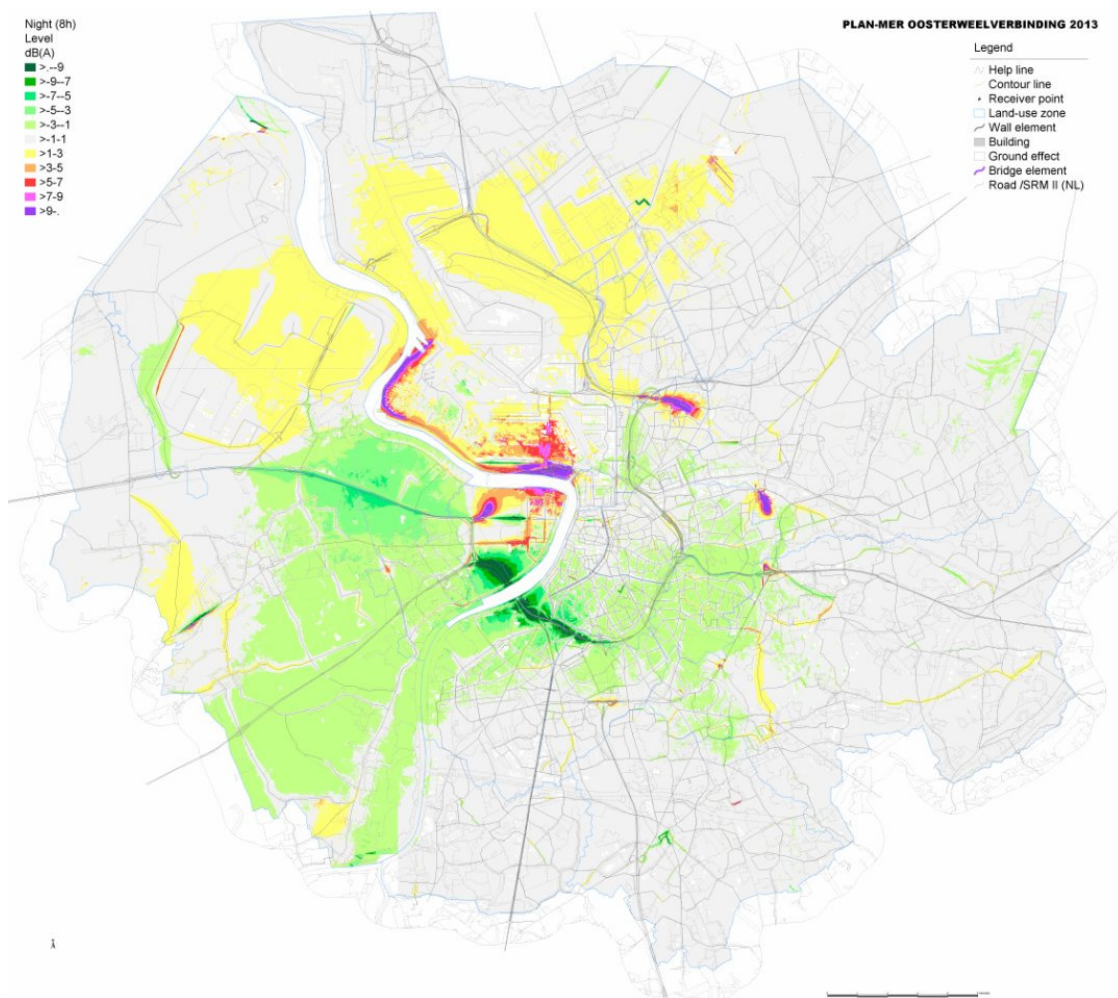 Night (8h)
Level
dB(A)
>.--9
>-9--7
>-7--5
>-5--3
>-3--1
>-1-1
>1-3
>3-5
>5-7
>7-9
>9-.
PLAN-MER OOSTERWEELVERBINDING 2013
Legend
Help line
Contour line
Receiver point
Land-use zone
Wall element
Building
Ground effect
Bridge element
Road /SRM II (NL)